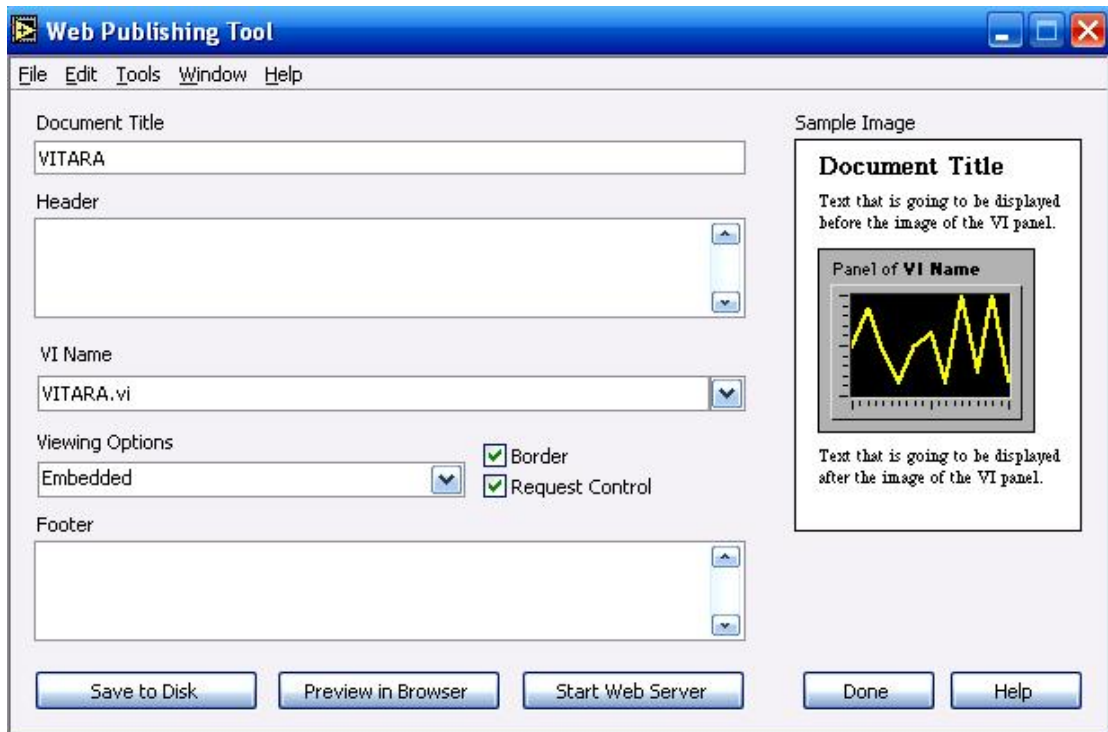 Web Publishing Tool
File Edit Tools Window Help
Document Title
VITARA
Header
VI Name
VITARA.vi
Viewing Options
Embedded
Border
Request Control
Footer
Save to Disk
Preview in Browser
Start Web Server
Sample Image
Document Title
Text that is going to be displayed
before the image of the VI panel.
Panel of VI Name
Text that is going to be displayed
after the image of the VI panel.
Done
Help